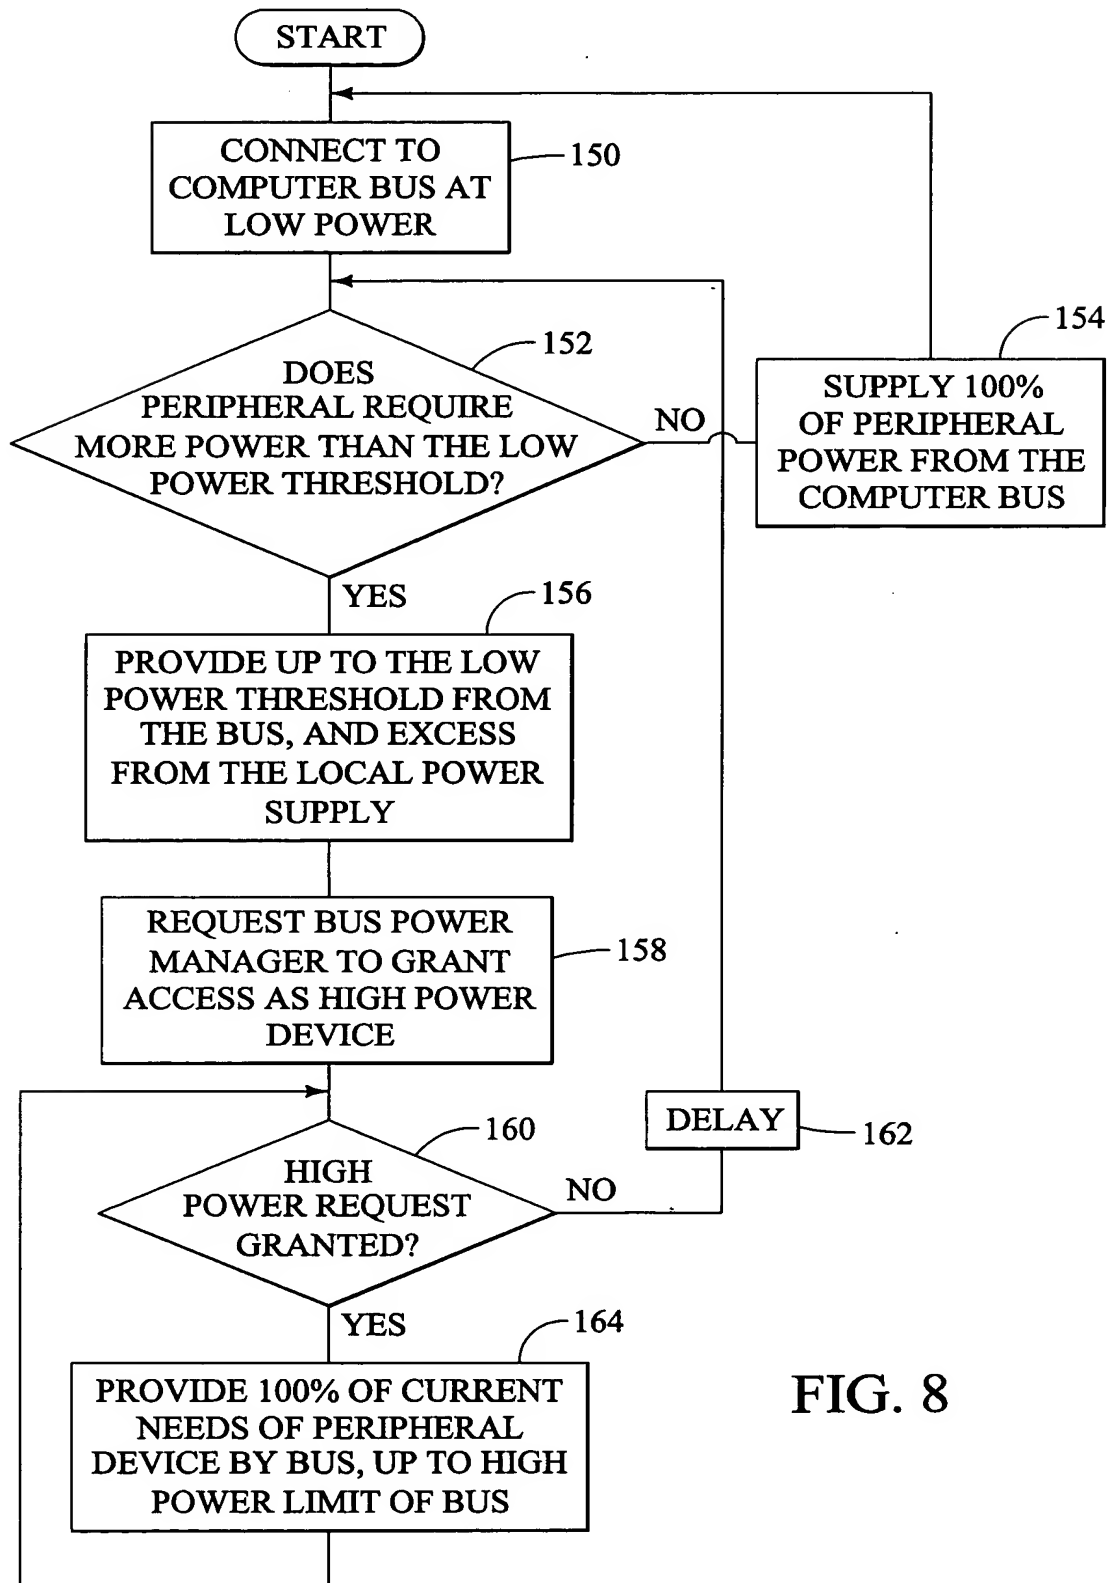 START
CONNECT TO
COMPUTER BUS AT
LOW POWER
150
DOES
PERIPHERAL REQUIRE
MORE POWER THAN THE LOW
POWER THRESHOLD?
152
NO
154
SUPPLY 100%
OF PERIPHERAL
POWER FROM THE
COMPUTER BUS
YES
156
PROVIDE UP TO THE LOW
POWER THRESHOLD FROM
THE BUS, AND EXCESS
FROM THE LOCAL POWER
SUPPLY
REQUEST BUS POWER
MANAGER TO GRANT
ACCESS AS HIGH POWER
DEVICE
158
HIGH
POWER REQUEST
GRANTED?
160
NO
DELAY
162
YES
164
PROVIDE 100% OF CURRENT
NEEDS OF PERIPHERAL
DEVICE BY BUS, UP TO HIGH
POWER LIMIT OF BUS
FIG. 8